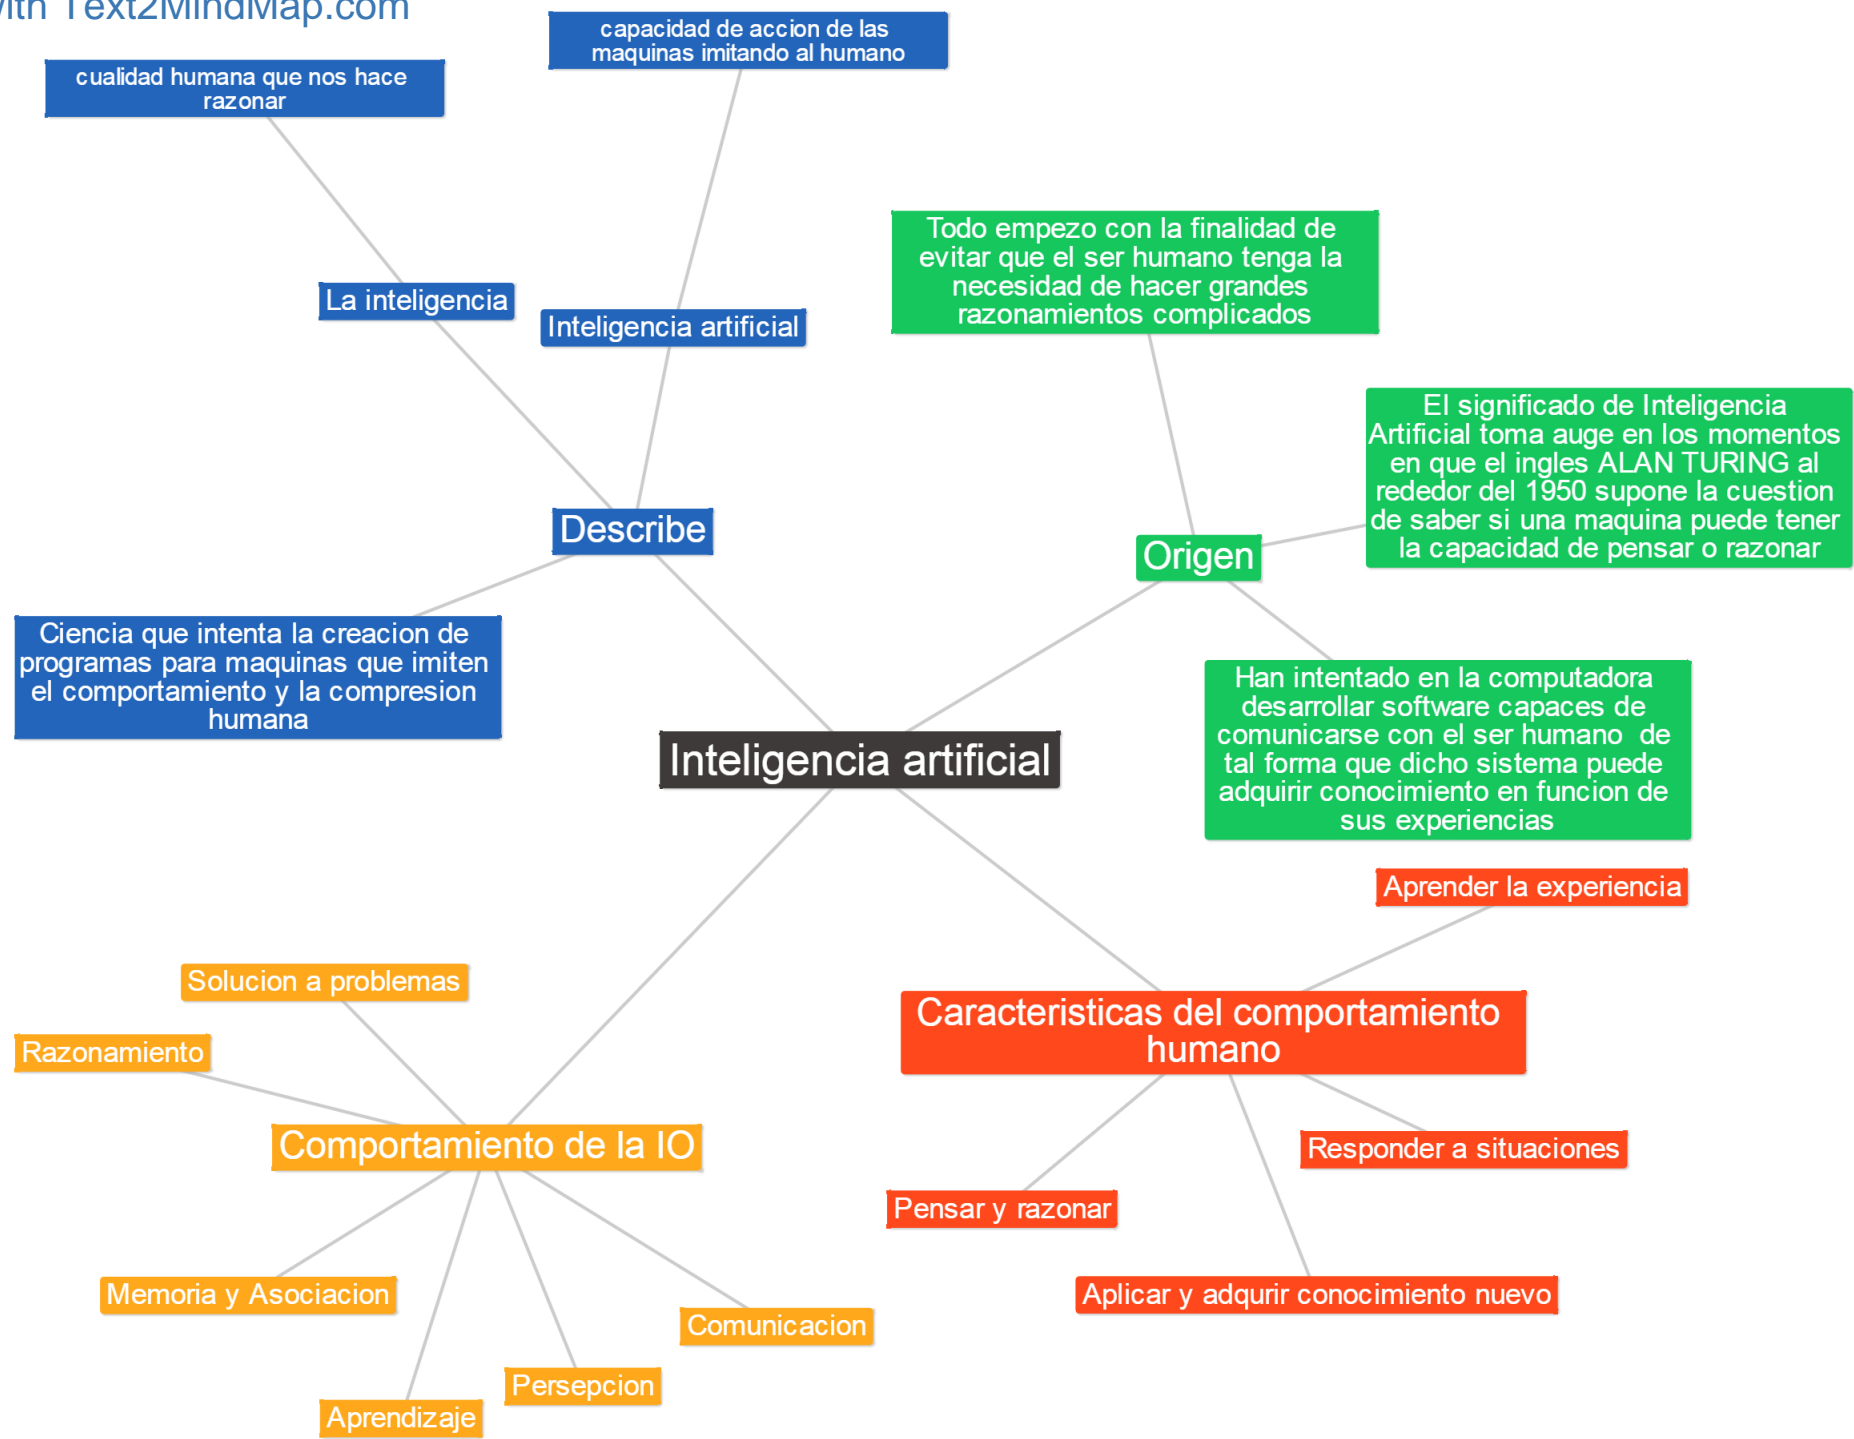 with Text2MindMap.com
capacidad de accion de las
maquinas imitando al humano
cualidad humana que nos hace
razonar
La inteligencia
Inteligencia artificial
Describe
Ciencia que intenta la creacion de
programas para maquinas que imiten
el comportamiento y la compresion
humana
Todo empezo con la finalidad de
evitar que el ser humano tenga la
necesidad de hacer grandes
razonamientos complicados
El significado de Inteligencia
Artificial toma auge en los momentos
en que el ingles ALAN TURING al
rededor del 1950 supone la cuestion
de saber si una maquina puede tener
la capacidad de pensar o razonar
Origen
Han intentado en la computadora
desarrollar software capaces de
comunicarse con el ser humano  de
tal forma que dicho sistema puede
adquirir conocimiento en funcion de
sus experiencias
Inteligencia artificial
Aprender la experiencia
Caracteristicas del comportamiento
humano
Responder a situaciones
Pensar y razonar
Aplicar y adqurir conocimiento nuevo
Solucion a problemas
Razonamiento
Comportamiento de la IO
Memoria y Asociacion
Comunicacion
Persepcion
Aprendizaje